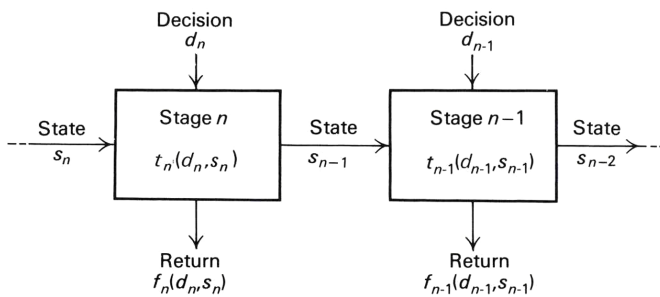 Decision Decision
d_n d_{n-1}
Stage n Stage n–1
State State State
t_n(d_n,s_n) t_{n-1}(d_{n-1},s_{n-1})
s_n s_{n–1} s_{n-2}
Return Return
f_n(d_n,s_n) f_{n-1}(d_{n-1},s_{n-1})